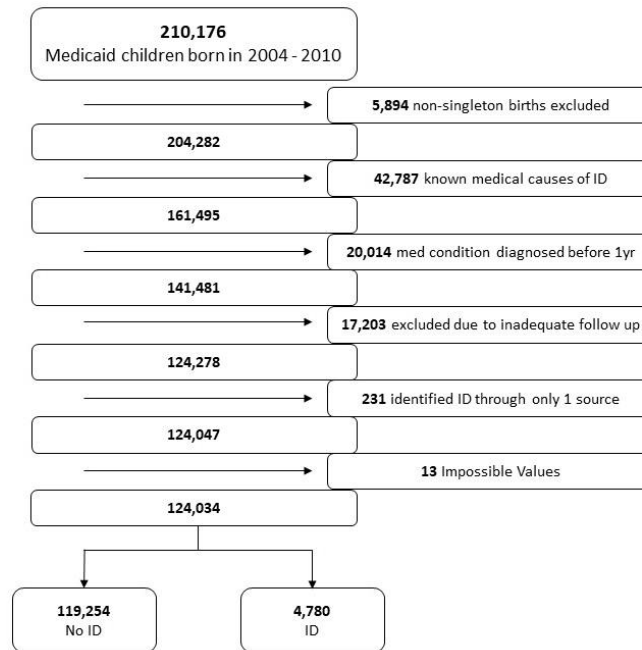 210,176
Medicaid children born in 2004 - 2010
5,894 non-singleton births excluded
204,282
42,787 known medical causes of ID
161,495
20,014 med condition diagnosed before 1yr
141,481
17,203 excluded due to inadequate follow up
124,278
231 identified ID through only 1 source
124,047
13 Impossible Values
124,034
119,254
No ID
4,780
ID